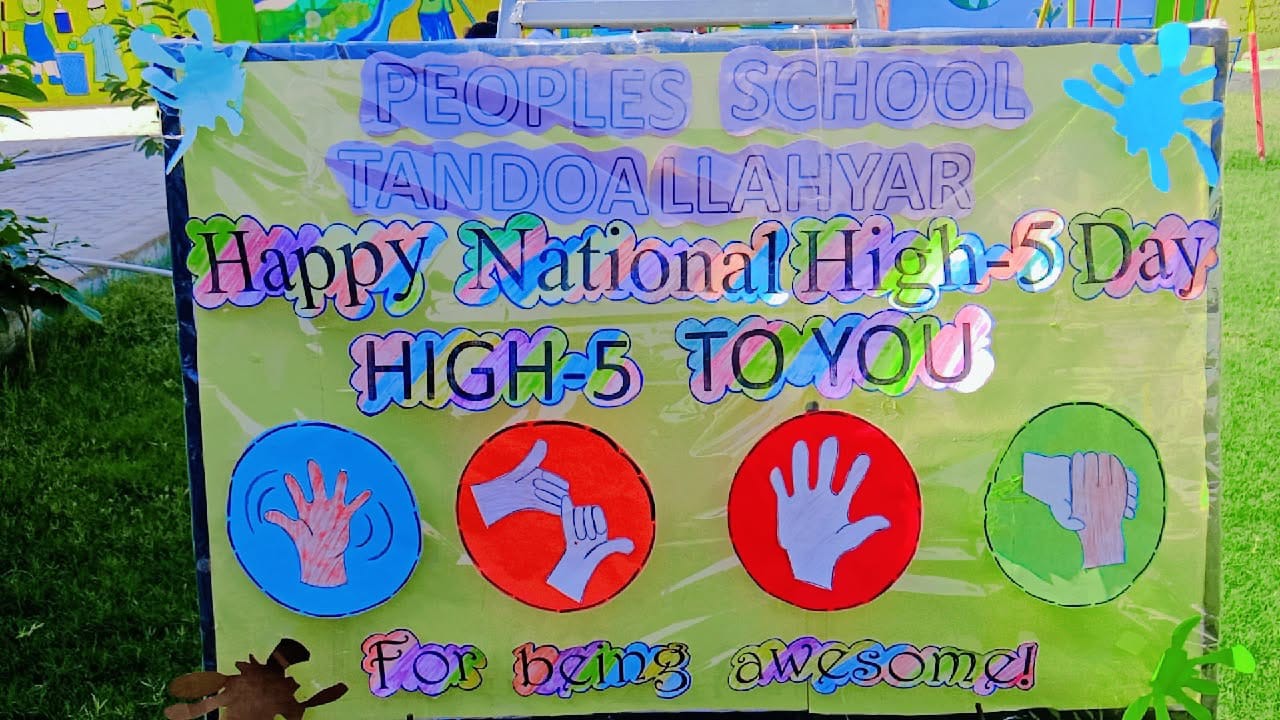 PEOPLES SCHOOL
TANDOALLAHYAR
Happy National High-5 Day
HIGH-5 TO YOU
For being awesome!